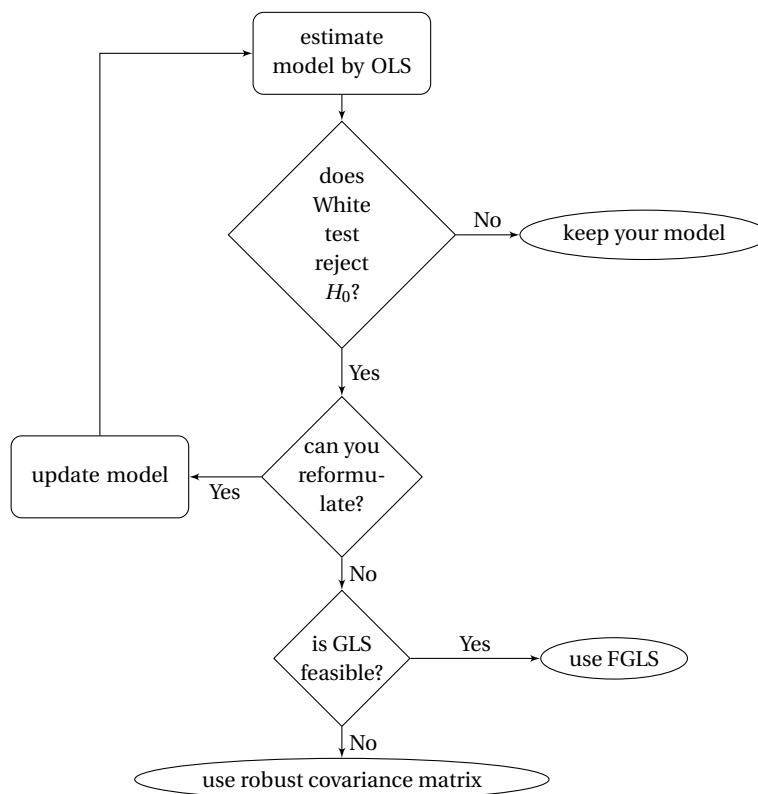 estimate
model by OLS
does
White
test
reject
H₀?
No
keep your model
Yes
can you
reformu-
late?
Yes
update model
No
is GLS
feasible?
Yes
use FGLS
No
use robust covariance matrix